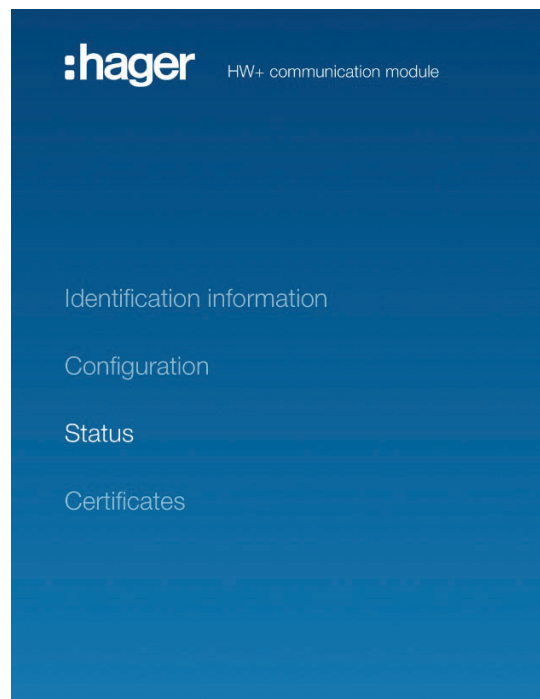 :hager
HW+ communication module
Identification information
Configuration
Status
Certificates